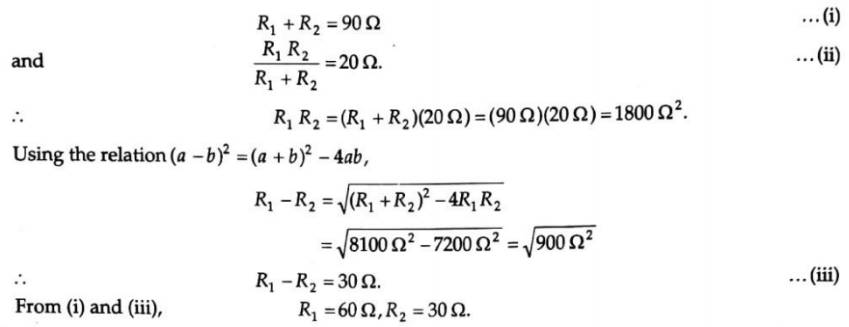 R₁ + R₂ = 90 Ω ...(i)
and R₁ R₂ / (R₁ + R₂) = 20 Ω. ...(ii)
∴ R₁ R₂ = (R₁ + R₂)(20 Ω) = (90 Ω)(20 Ω) = 1800 Ω².
Using the relation (a − b)² = (a + b)² − 4ab,
R₁ − R₂ = √((R₁ + R₂)² − 4R₁ R₂)
= √(8100 Ω² − 7200 Ω²) = √(900 Ω²)
∴ R₁ − R₂ = 30 Ω. ...(iii)
From (i) and (iii), R₁ = 60 Ω, R₂ = 30 Ω.